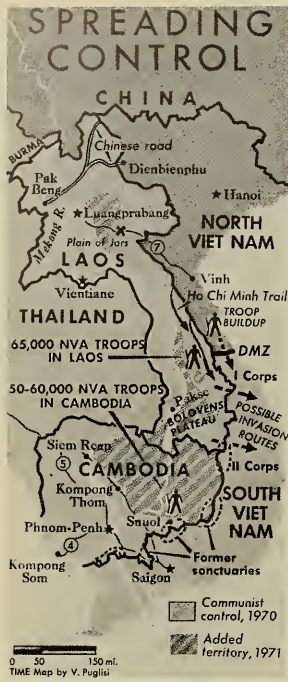 SPREADING
CONTROL
CHINA
Chinese road
BURMA
Dienbienphu
Pak
Beng
Hanoi
Luangprabang
Mekong R.
Plain of Jars
7
NORTH
VIET NAM
LAOS
Vinh
Vientiane
Ho Chi Minh Trail
THAILAND
TROOP
BUILDUP
65,000 NVA TROOPS
IN LAOS
DMZ
I Corps
50-60,000 NVA TROOPS
IN CAMBODIA
Pakse
BOLOVENS
PLATEAU
POSSIBLE
INVASION
ROUTES
Siem Reap
5
CAMBODIA
II Corps
Kompong
Thom
SOUTH
VIET
NAM
Snuol
Phnom-Penh
4
Kompong
Som
Saigon
Former
sanctuaries
Communist
control, 1970
Added
territory, 1971
0 50 150 mi.
TIME Map by V. Puglisi